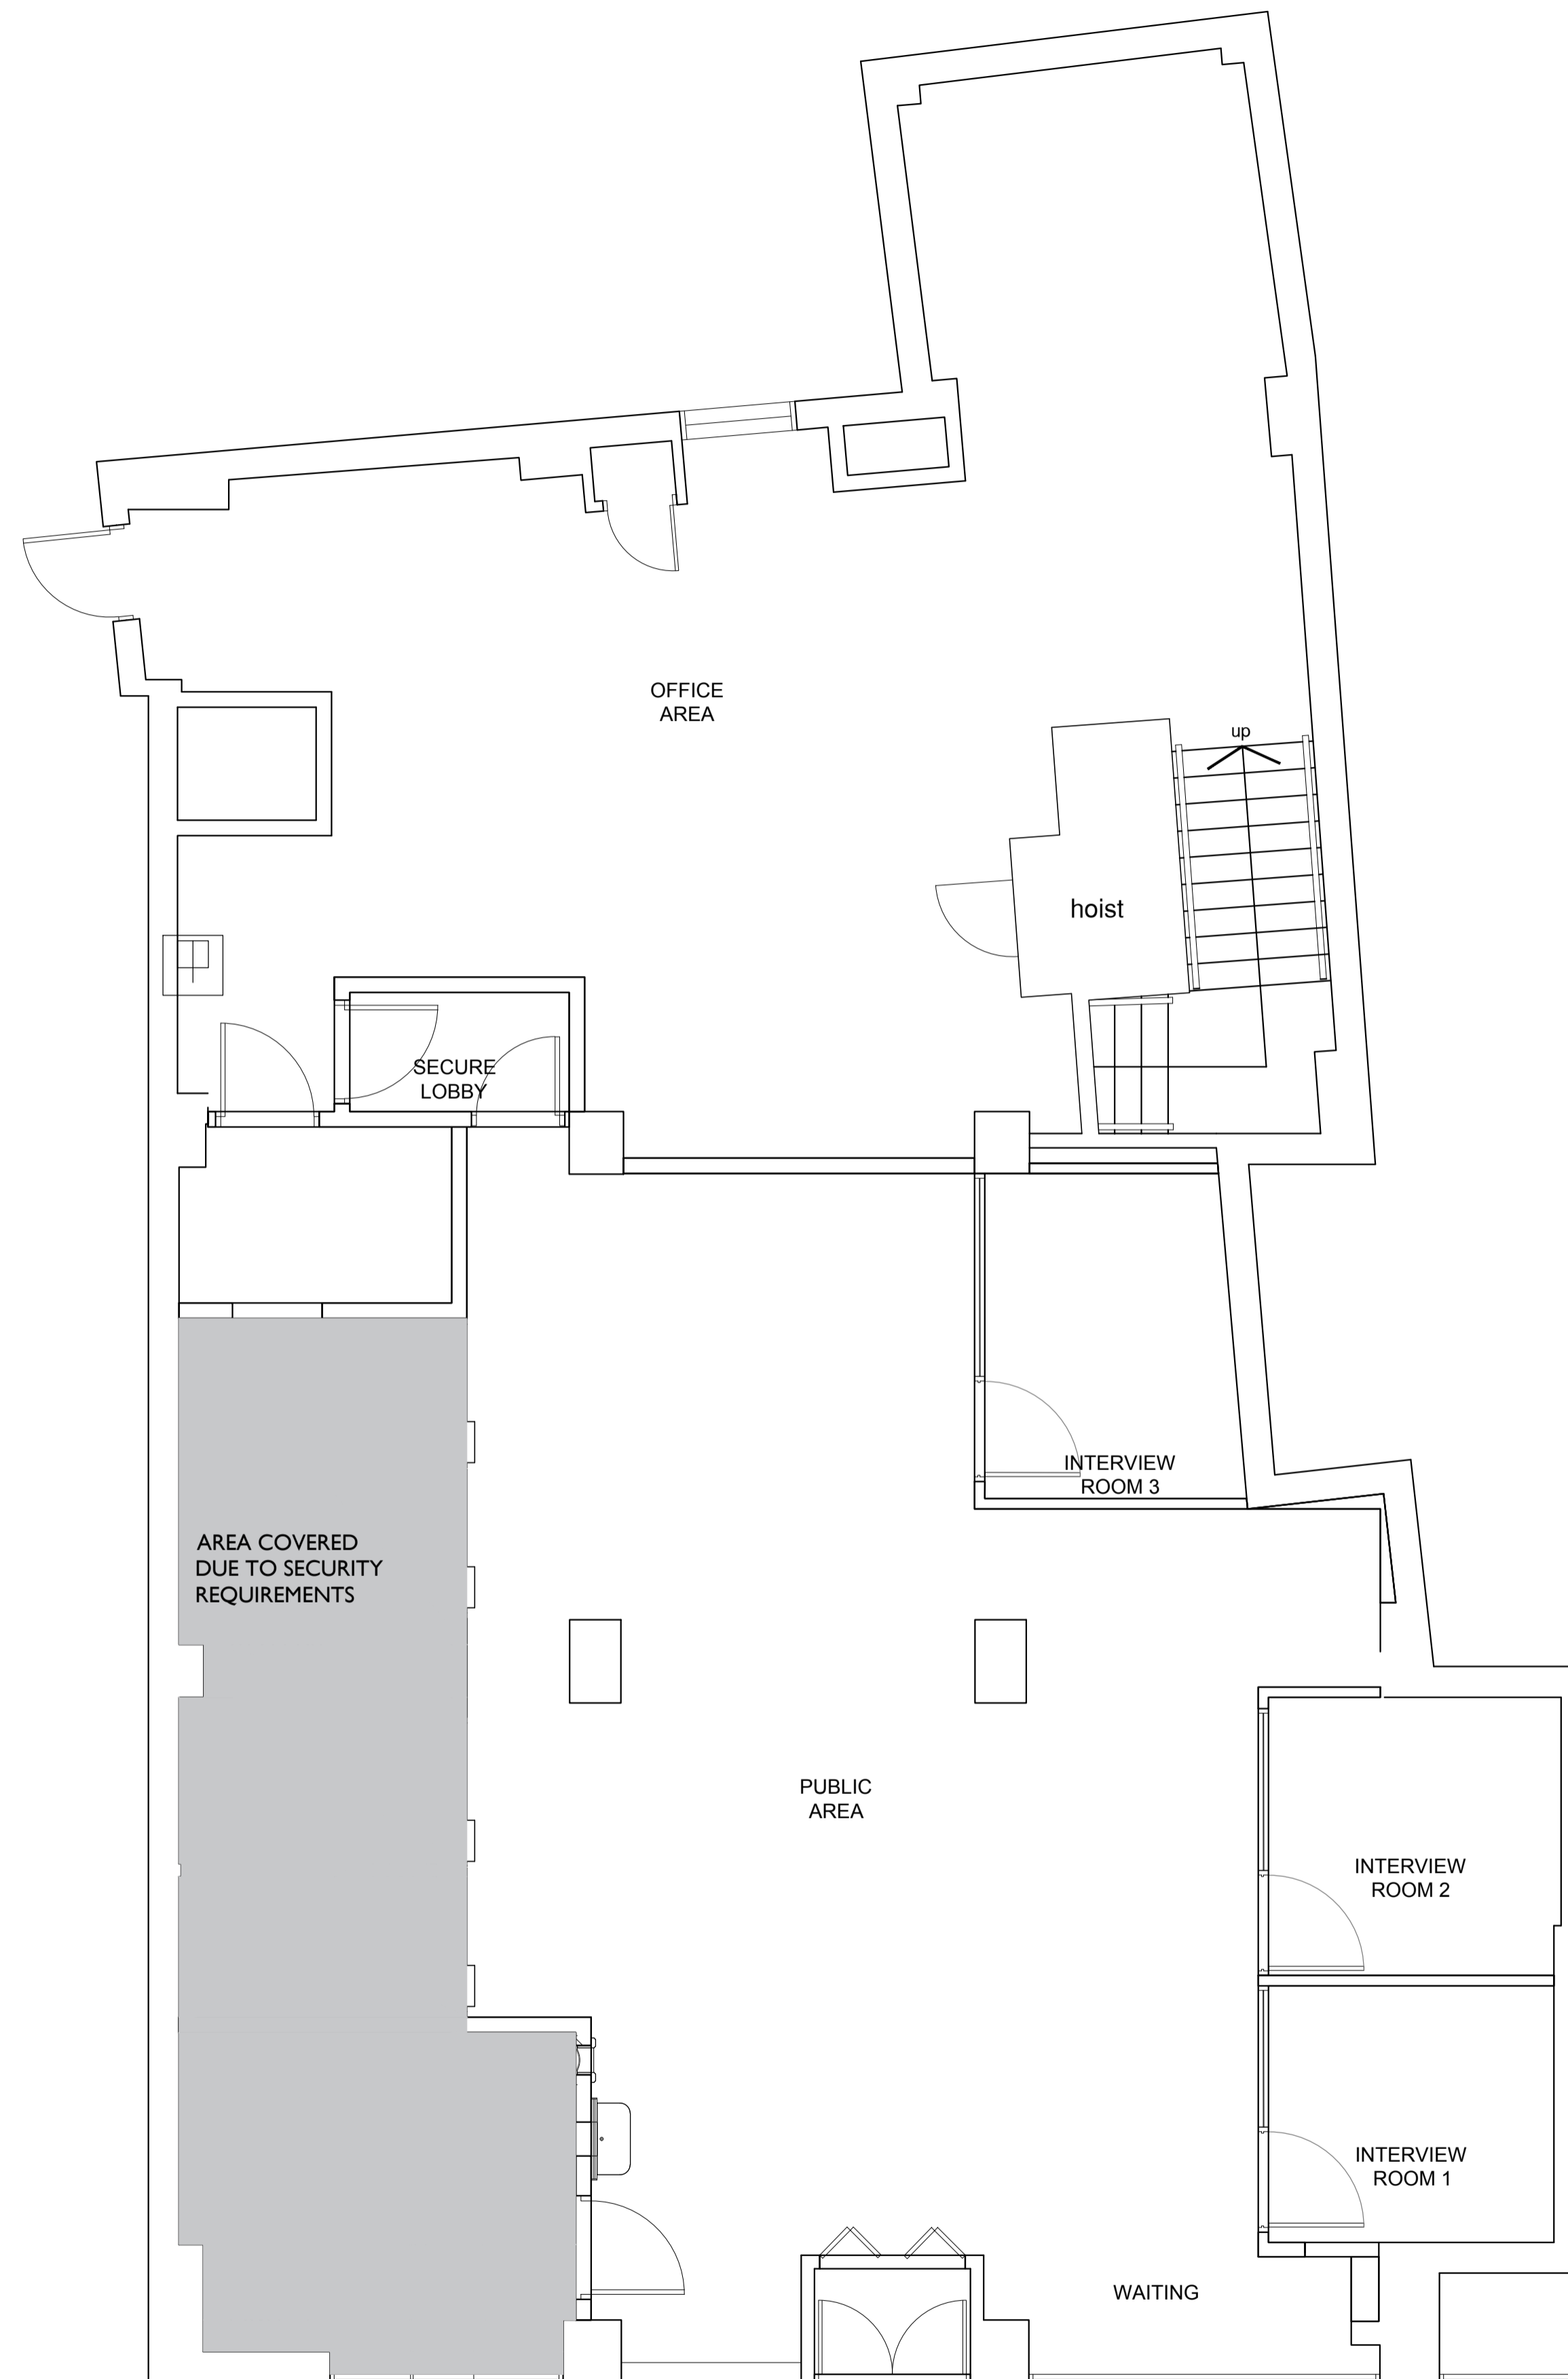 OFFICE
AREA
up
hoist
SECURE
LOBBY
INTERVIEW
ROOM 3
AREA COVERED
DUE TO SECURITY
REQUIREMENTS
PUBLIC
AREA
INTERVIEW
ROOM 2
INTERVIEW
ROOM 1
WAITING